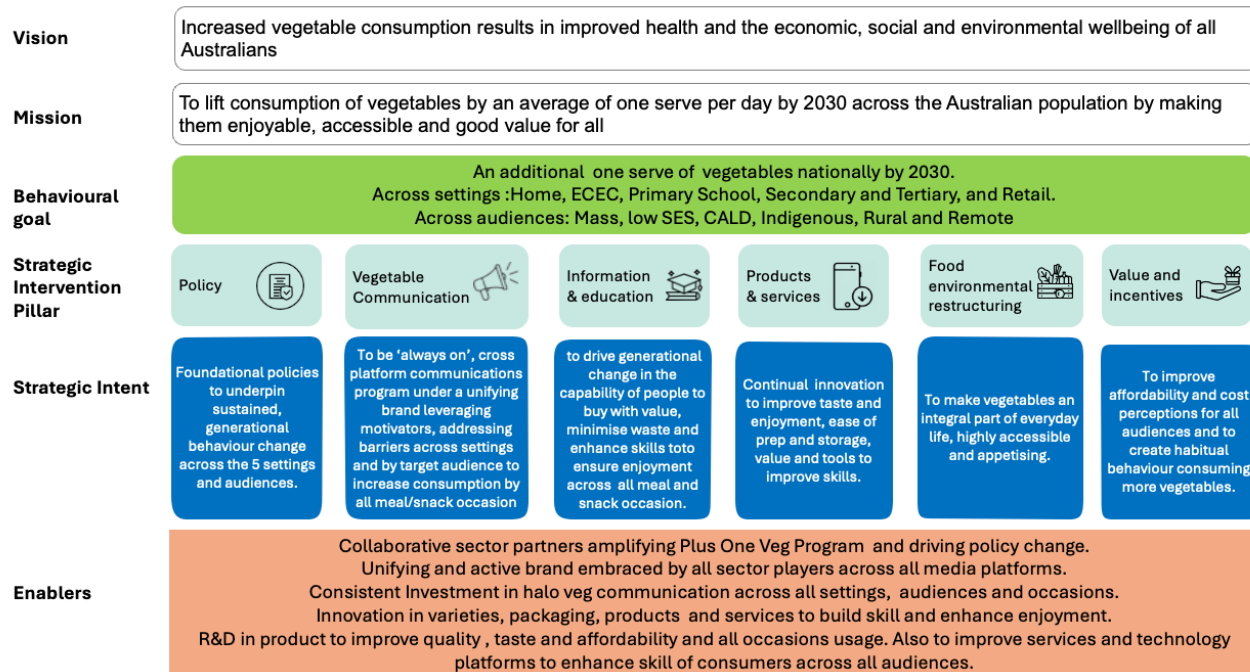 Vision
Increased vegetable consumption results in improved health and the economic, social and environmental wellbeing of all
Australians
Mission
To lift consumption of vegetables by an average of one serve per day by 2030 across the Australian population by making
them enjoyable, accessible and good value for all
Behavioural
goal
An additional one serve of vegetables nationally by 2030.
Across settings :Home, ECEC, Primary School, Secondary and Tertiary, and Retail.
Across audiences: Mass, low SES, CALD, Indigenous, Rural and Remote
Strategic
Intervention
Pillar
Policy
Vegetable
Communication
Information
& education
Products
& services
Food
environmental
restructuring
Value and
incentives
Strategic Intent
Foundational policies
to underpin
sustained,
generational
behaviour change
across the 5 settings
and audiences.
To be ‘always on’, cross
platform communications
program under a unifying
brand leveraging
motivators, addressing
barriers across settings
and by target audience to
increase consumption by
all meal/snack occasion
to drive generational
change in the
capability of people to
buy with value,
minimise waste and
enhance skills toto
ensure enjoyment
across all meal and
snack occasion.
Continual innovation
to improve taste and
enjoyment, ease of
prep and storage,
value and tools to
improve skills.
To make vegetables an
integral part of everyday
life, highly accessible
and appetising.
To improve
affordability and cost
perceptions for all
audiences and to
create habitual
behaviour consuming
more vegetables.
Enablers
Collaborative sector partners amplifying Plus One Veg Program and driving policy change.
Unifying and active brand embraced by all sector players across all media platforms.
Consistent Investment in halo veg communication across all settings, audiences and occasions.
Innovation in varieties, packaging, products and services to build skill and enhance enjoyment.
R&D in product to improve quality , taste and affordability and all occasions usage. Also to improve services and technology
platforms to enhance skill of consumers across all audiences.